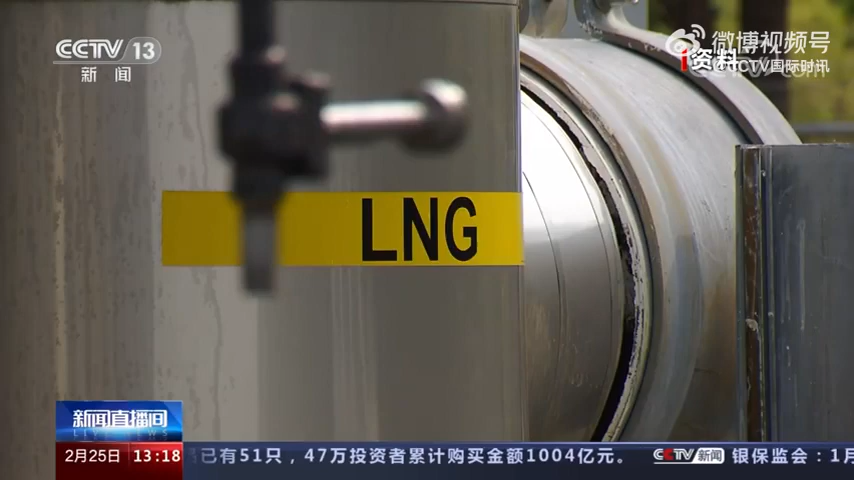 CCTV 13
新闻
微博视频号
资料
CCTV国际时讯
LNG
新闻直播间
2月25日 13:18
已有51只，47万投资者累计购买金额1004亿元。 CCTV新闻 银保监会：1月